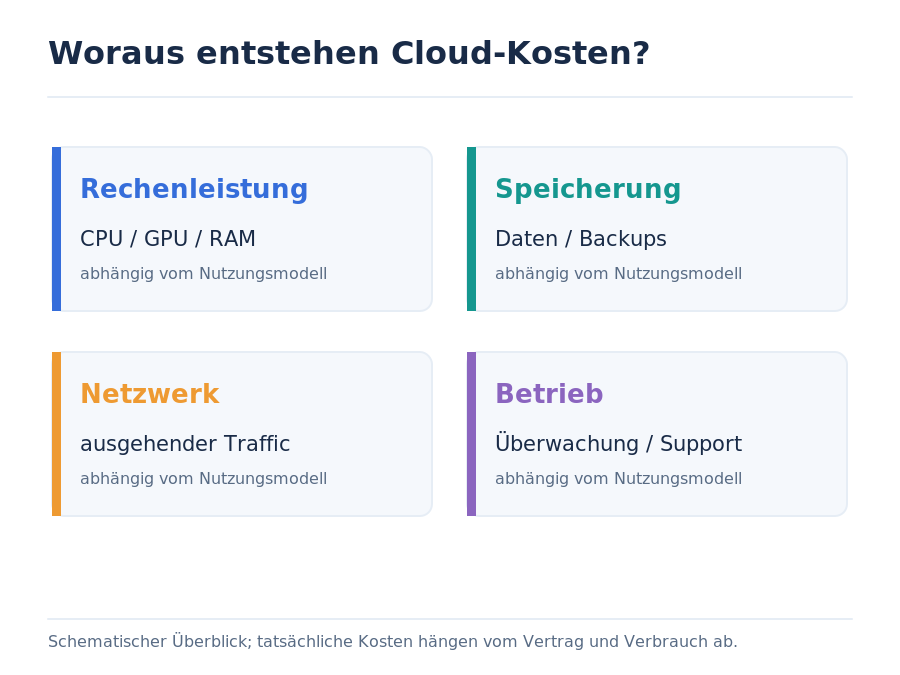 Woraus entstehen Cloud-Kosten?
Rechenleistung
CPU / GPU / RAM
abhängig vom Nutzungsmodell
Speicherung
Daten / Backups
abhängig vom Nutzungsmodell
Netzwerk
ausgehender Traffic
abhängig vom Nutzungsmodell
Betrieb
Überwachung / Support
abhängig vom Nutzungsmodell
Schematischer Überblick; tatsächliche Kosten hängen vom Vertrag und Verbrauch ab.